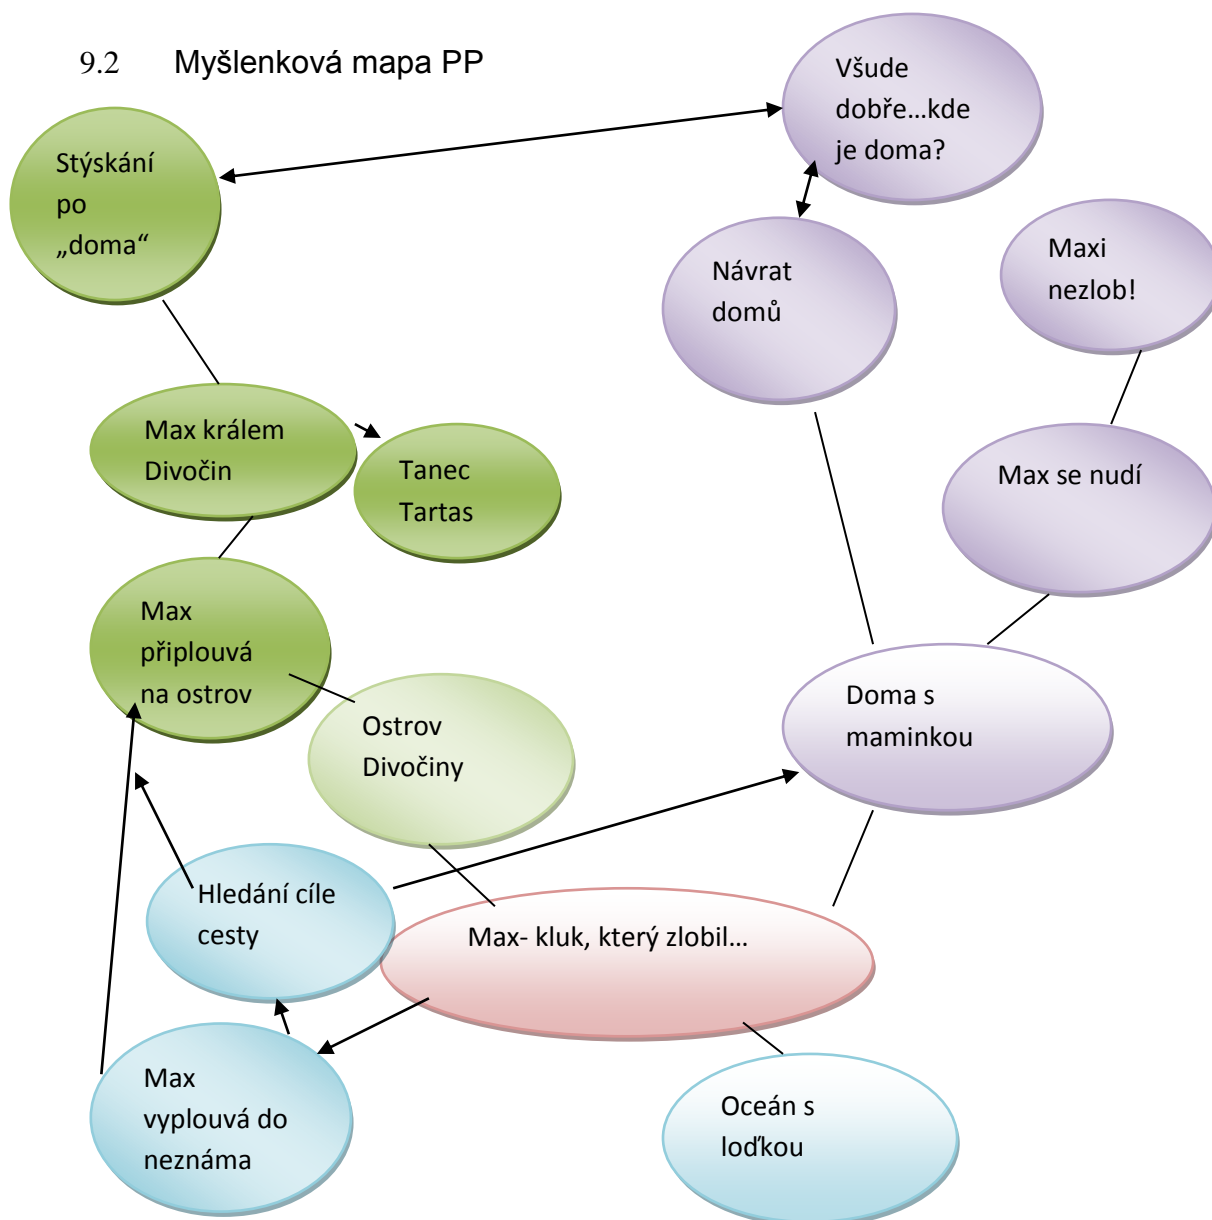 9.2 Myšlenková mapa PP
Všude
dobře...kde
je doma?
Stýskání
po
„doma“
Maxi
nezlob!
Návrat
domů
Max králem
Divočin
Tanec
Tartas
Max se nudí
Max
připlouvá
na ostrov
Ostrov
Divočiny
Doma s
maminkou
Hledání cíle
cesty
Max- kluk, který zlobil...
Max
vyplouvá do
neznáma
Oceán s
loďkou